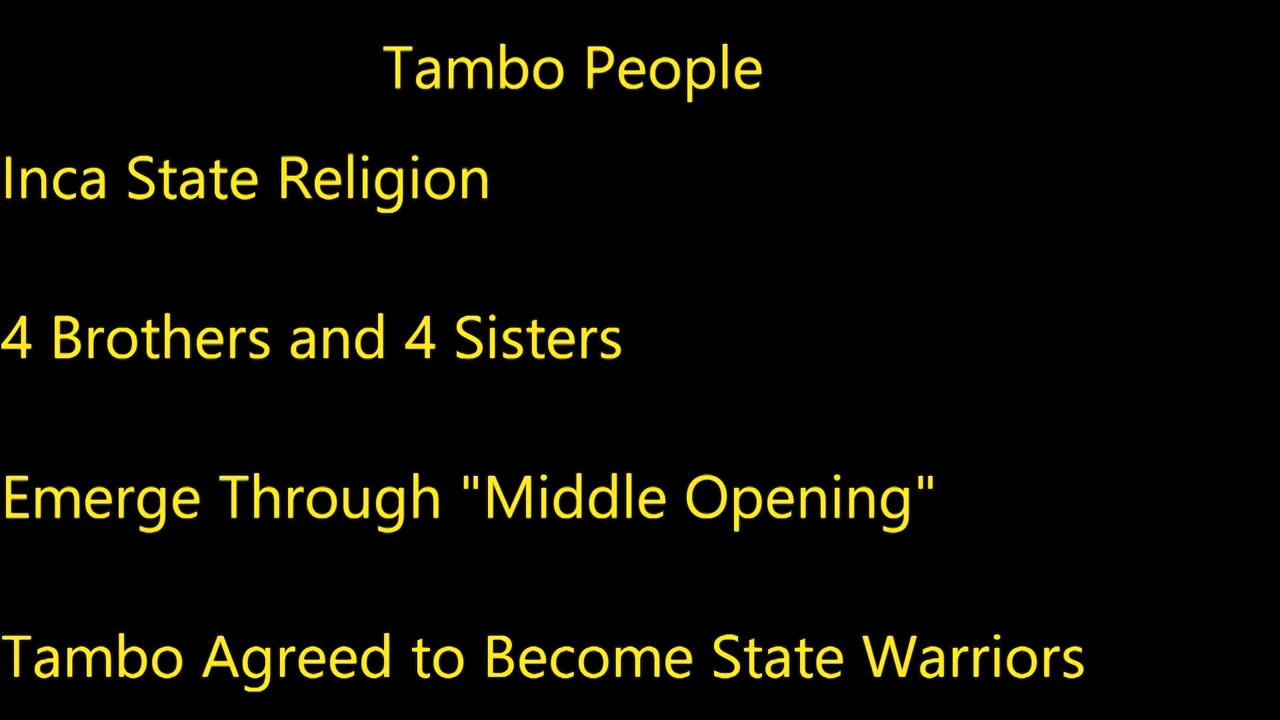 Tambo People
Inca State Religion
4 Brothers and 4 Sisters
Emerge Through "Middle Opening"
Tambo Agreed to Become State Warriors